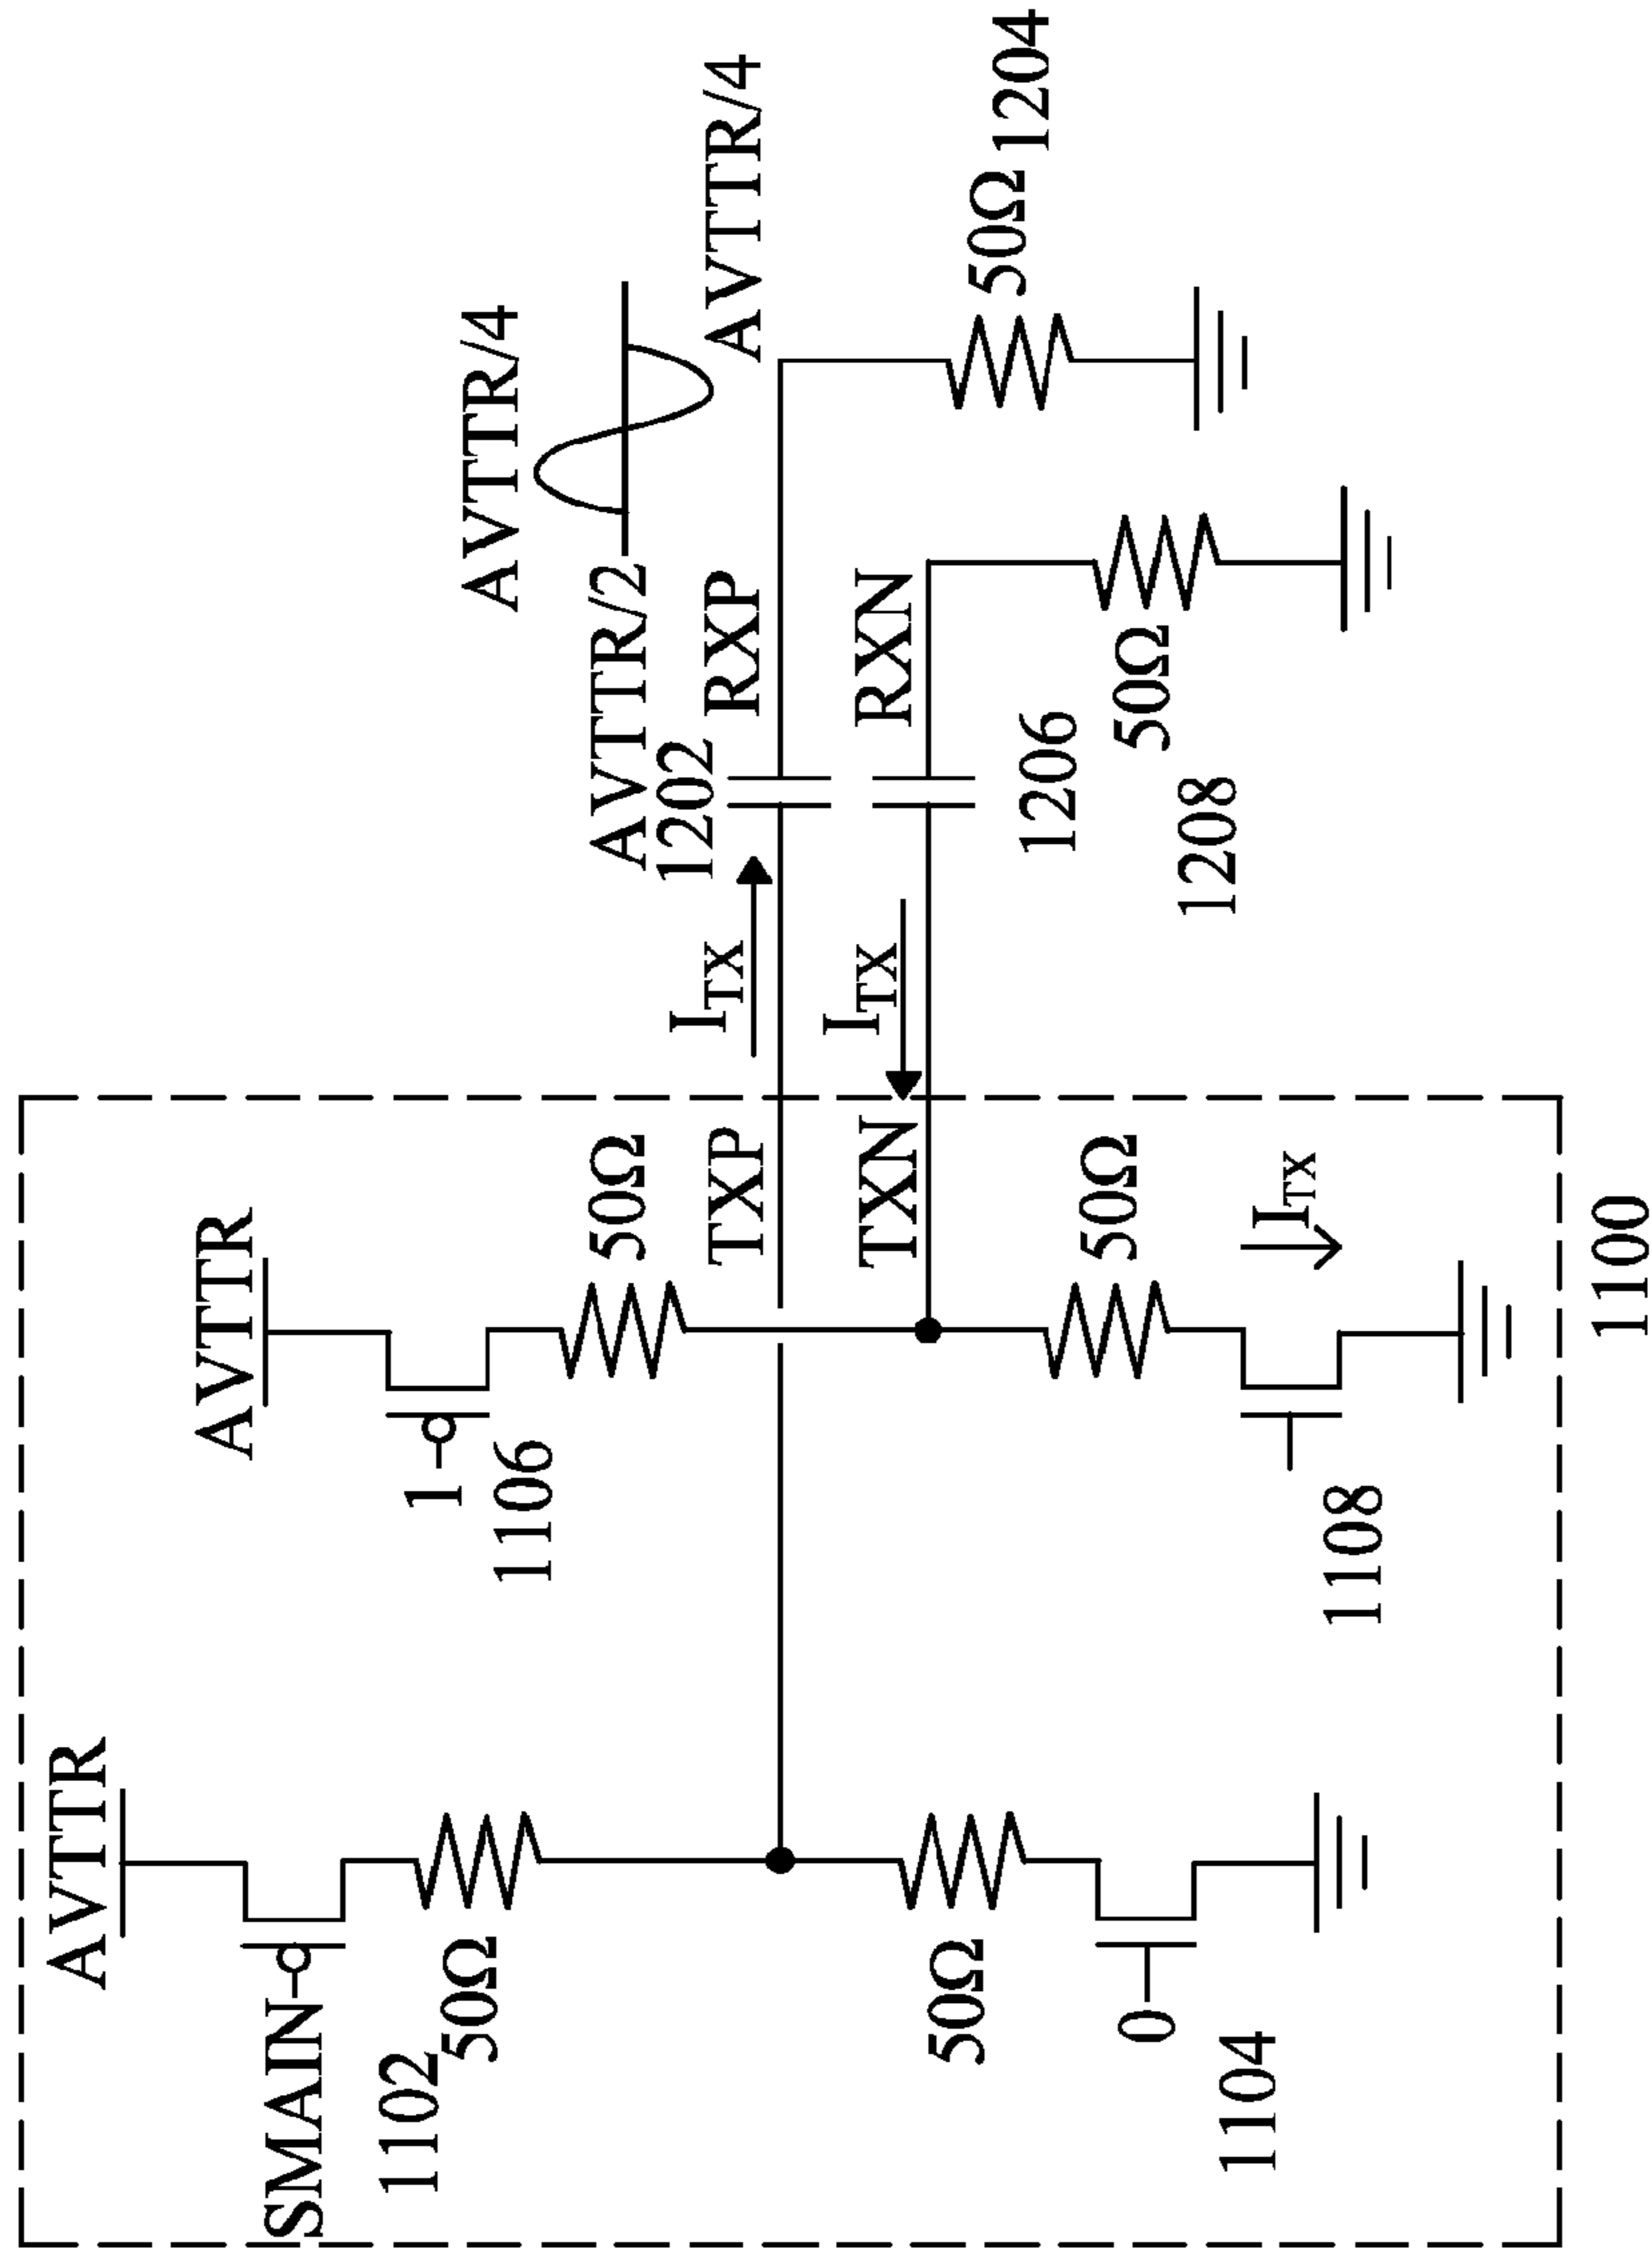 AVTTR
AVTTR
SMAIN
1102
1
50Ω
AVTTR/4
1106
50Ω
AVTTR/2
1202
I_TX
TXP
RXP
AVTTR/4
I_TX
TXN
RXN
50Ω
50Ω
1204
1206
50Ω
50Ω
0
1208
1104
I_TX
1108
1100